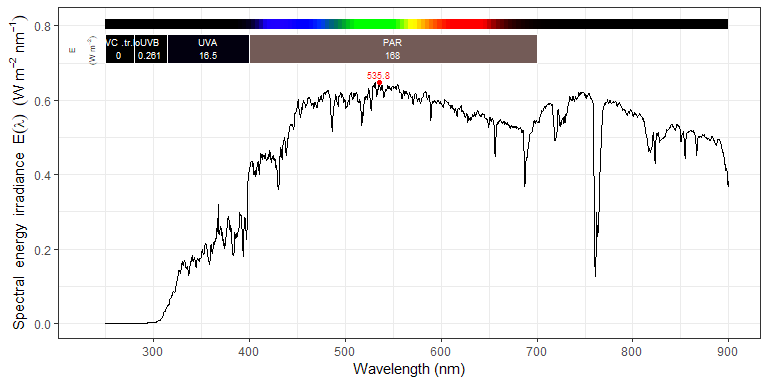 0.8
0.6
0.4
0.2
0.0
Spectral energy irradiance E(λ) (W m⁻² nm⁻¹)
E
(W m⁻²)
VC .tr.o
0
UVB
0.261
UVA
16.5
PAR
168
535.8
300 400 500 600 700 800 900
Wavelength (nm)